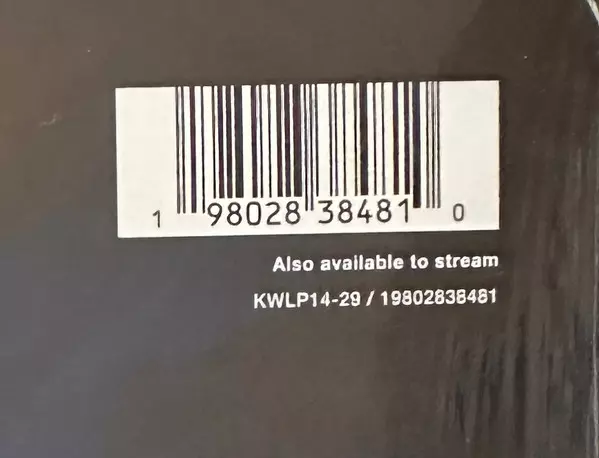 1 98028 38481 0
Also available to stream
KWLP14-29 / 19802838481